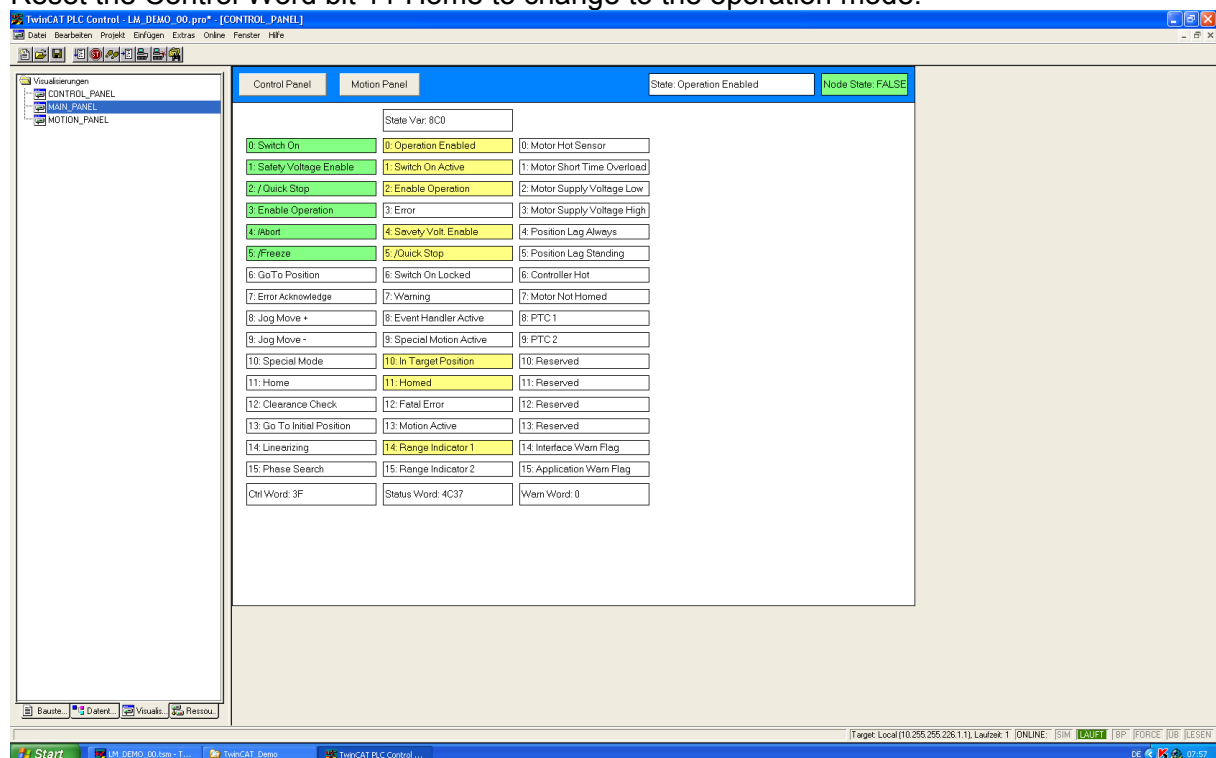 Reset the Control Word bit 11 Home to change to the operation mode.
TwinCAT PLC Control - LM_DEMO_00.pro* - [CONTROL_PANEL]
Datei Bearbeiten Projekt Einfügen Extras Online Fenster Hilfe
Visualisierungen
CONTROL_PANEL
MAIN_PANEL
MOTION_PANEL
Control Panel Motion Panel State: Operation Enabled Node State: FALSE
State Var: 8C0
0: Switch On 0: Operation Enabled 0: Motor Hot Sensor
1: Safety Voltage Enable 1: Switch On Active 1: Motor Short Time Overload
2: / Quick Stop 2: Enable Operation 2: Motor Supply Voltage Low
3: Enable Operation 3: Error 3: Motor Supply Voltage High
4: /Abort 4: Savety Volt. Enable 4: Position Lag Always
5: /Freeze 5: /Quick Stop 5: Position Lag Standing
6: GoTo Position 6: Switch On Locked 6: Controller Hot
7: Error Acknowledge 7: Warning 7: Motor Not Homed
8: Jog Move + 8: Event Handler Active 8: PTC 1
9: Jog Move - 9: Special Motion Active 9: PTC 2
10: Special Mode 10: In Target Position 10: Reserved
11: Home 11: Homed 11: Reserved
12: Clearance Check 12: Fatal Error 12: Reserved
13: Go To Initial Position 13: Motion Active 13: Reserved
14: Linearizing 14: Range Indicator 1 14: Interface Warn Flag
15: Phase Search 15: Range Indicator 2 15: Application Warn Flag
Ctrl Word: 3F Status Word: 4C37 Warn Word: 0
Bauste... Datent... Visualis... Ressou...
Target: Local (10.255.255.226.1.1), Laufzeit: 1 ONLINE: SIM LÄUFT BP FORCE ÜB LESEN
Start LM_DEMO_00.tsm - T... TwinCAT_Demo TwinCAT PLC Control ... DE 07:57